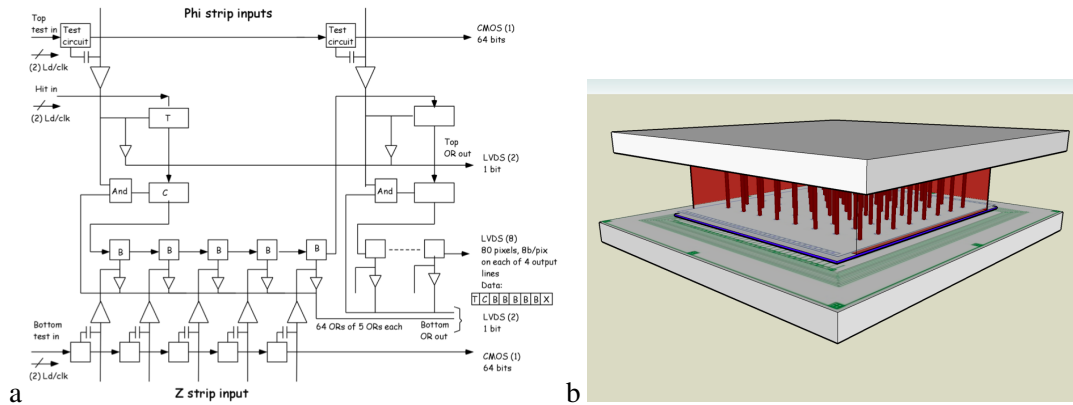 Phi strip inputs
Top
test in
Test
circuit
Test
circuit
CMOS (1)
64 bits
(2) Ld/clk
Hit in
(2) Ld/clk
T
Top
OR out
LVDS (2)
1 bit
And
C
And
B B B B B
LVDS (8)
80 pixels, 8b/pix
on each of 4 output
lines
Data:
T C B B B B B X
LVDS (2)
1 bit
64 ORs of 5 ORs each
Bottom
OR out
Bottom
test in
CMOS (1)
64 bits
(2) Ld/clk
Z strip input
a
b